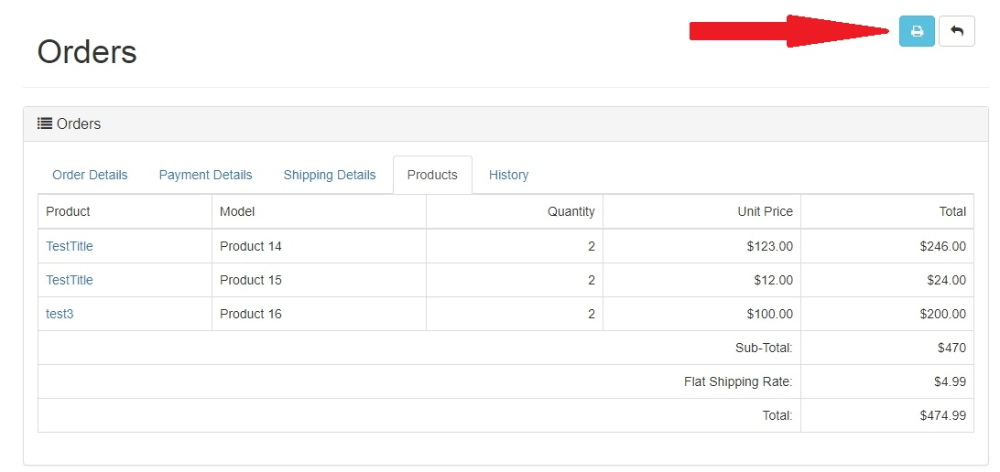 Orders
Orders
Order Details Payment Details Shipping Details Products History
Product Model Quantity Unit Price Total
TestTitle Product 14 2 $123.00 $246.00
TestTitle Product 15 2 $12.00 $24.00
test3 Product 16 2 $100.00 $200.00
Sub-Total: $470
Flat Shipping Rate: $4.99
Total: $474.99